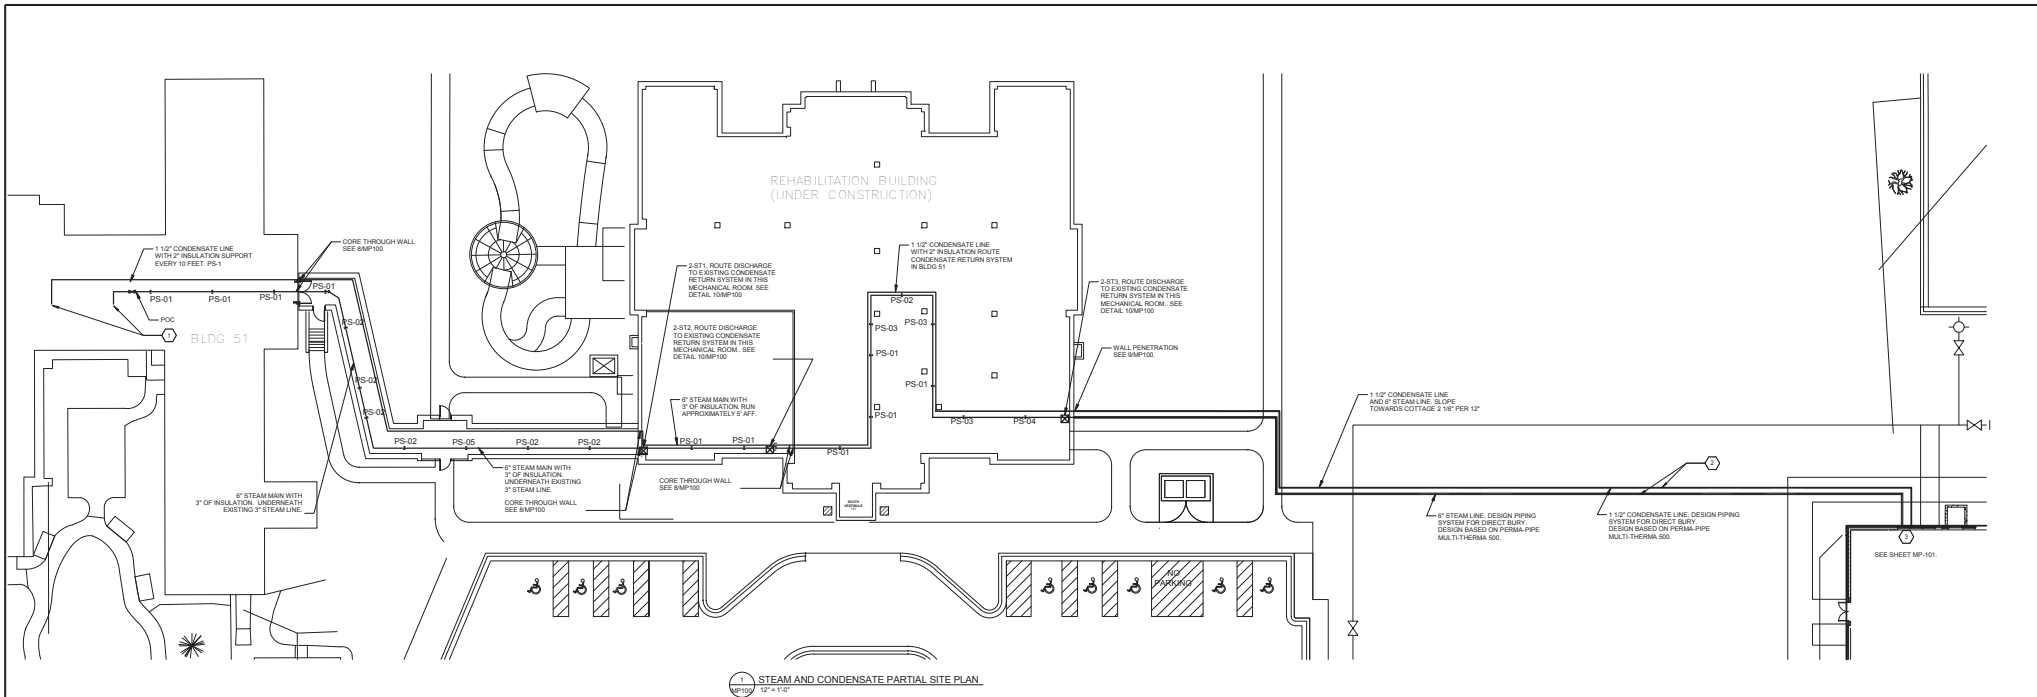 REHABILITATION BUILDING
(UNDER CONSTRUCTION)
1 1/2" CONDENSATE LINE
WITH 2" INSULATION SUPPORT
EVERY 10 FEET. PS-1
CORE THROUGH WALL
SEE 8/MP100
PS-01
PS-01
PS-01
PS-01
POC
1
BLDG 51
PS-02
PS-02
PS-02
6" STEAM MAIN WITH
3" OF INSULATION. UNDERNEATH
EXISTING 3" STEAM LINE.
PS-02
PS-05
PS-02
PS-02
6" STEAM MAIN WITH
3" OF INSULATION.
UNDERNEATH EXISTING
3" STEAM LINE.
CORE THROUGH WALL
SEE 8/MP100
2-ST1, ROUTE DISCHARGE
TO EXISTING CONDENSATE
RETURN SYSTEM IN THIS
MECHANICAL ROOM. SEE
DETAIL 10/MP100
2-ST2, ROUTE DISCHARGE
TO EXISTING CONDENSATE
RETURN SYSTEM IN THIS
MECHANICAL ROOM.. SEE
DETAIL 10/MP100
6" STEAM MAIN WITH
3" OF INSULATION. RUN
APPROXIMATELY 5' AFF.
PS-01
PS-01
PS-01
CORE THROUGH WALL
SEE 8/MP100
1 1/2" CONDENSATE LINE
WITH 2" INSULATION ROUTE
CONDENSATE RETURN SYSTEM
IN BLDG 51
PS-02
PS-03
PS-03
PS-01
PS-01
PS-01
PS-03
PS-04
SOUTH
VESTIBULE
2-ST3, ROUTE DISCHARGE
TO EXISTING CONDENSATE
RETURN SYSTEM IN THIS
MECHANICAL ROOM.. SEE
DETAIL 10/MP100
WALL PENETRATION
SEE 9/MP100.
1 1/2" CONDENSATE LINE
AND 6" STEAM LINE. SLOPE
TOWARDS COTTAGE 2 1/8" PER 12"
2
6" STEAM LINE, DESIGN PIPING
SYSTEM FOR DIRECT BURY.
DESIGN BASED ON PERMA-PIPE
MULTI-THERMA 500.
1 1/2" CONDENSATE LINE, DESIGN PIPING
SYSTEM FOR DIRECT BURY.
DESIGN BASED ON PERMA-PIPE
MULTI-THERMA 500.
3
SEE SHEET MP-101.
NO
PARKING
1
MP100
STEAM AND CONDENSATE PARTIAL SITE PLAN
12" = 1'-0"